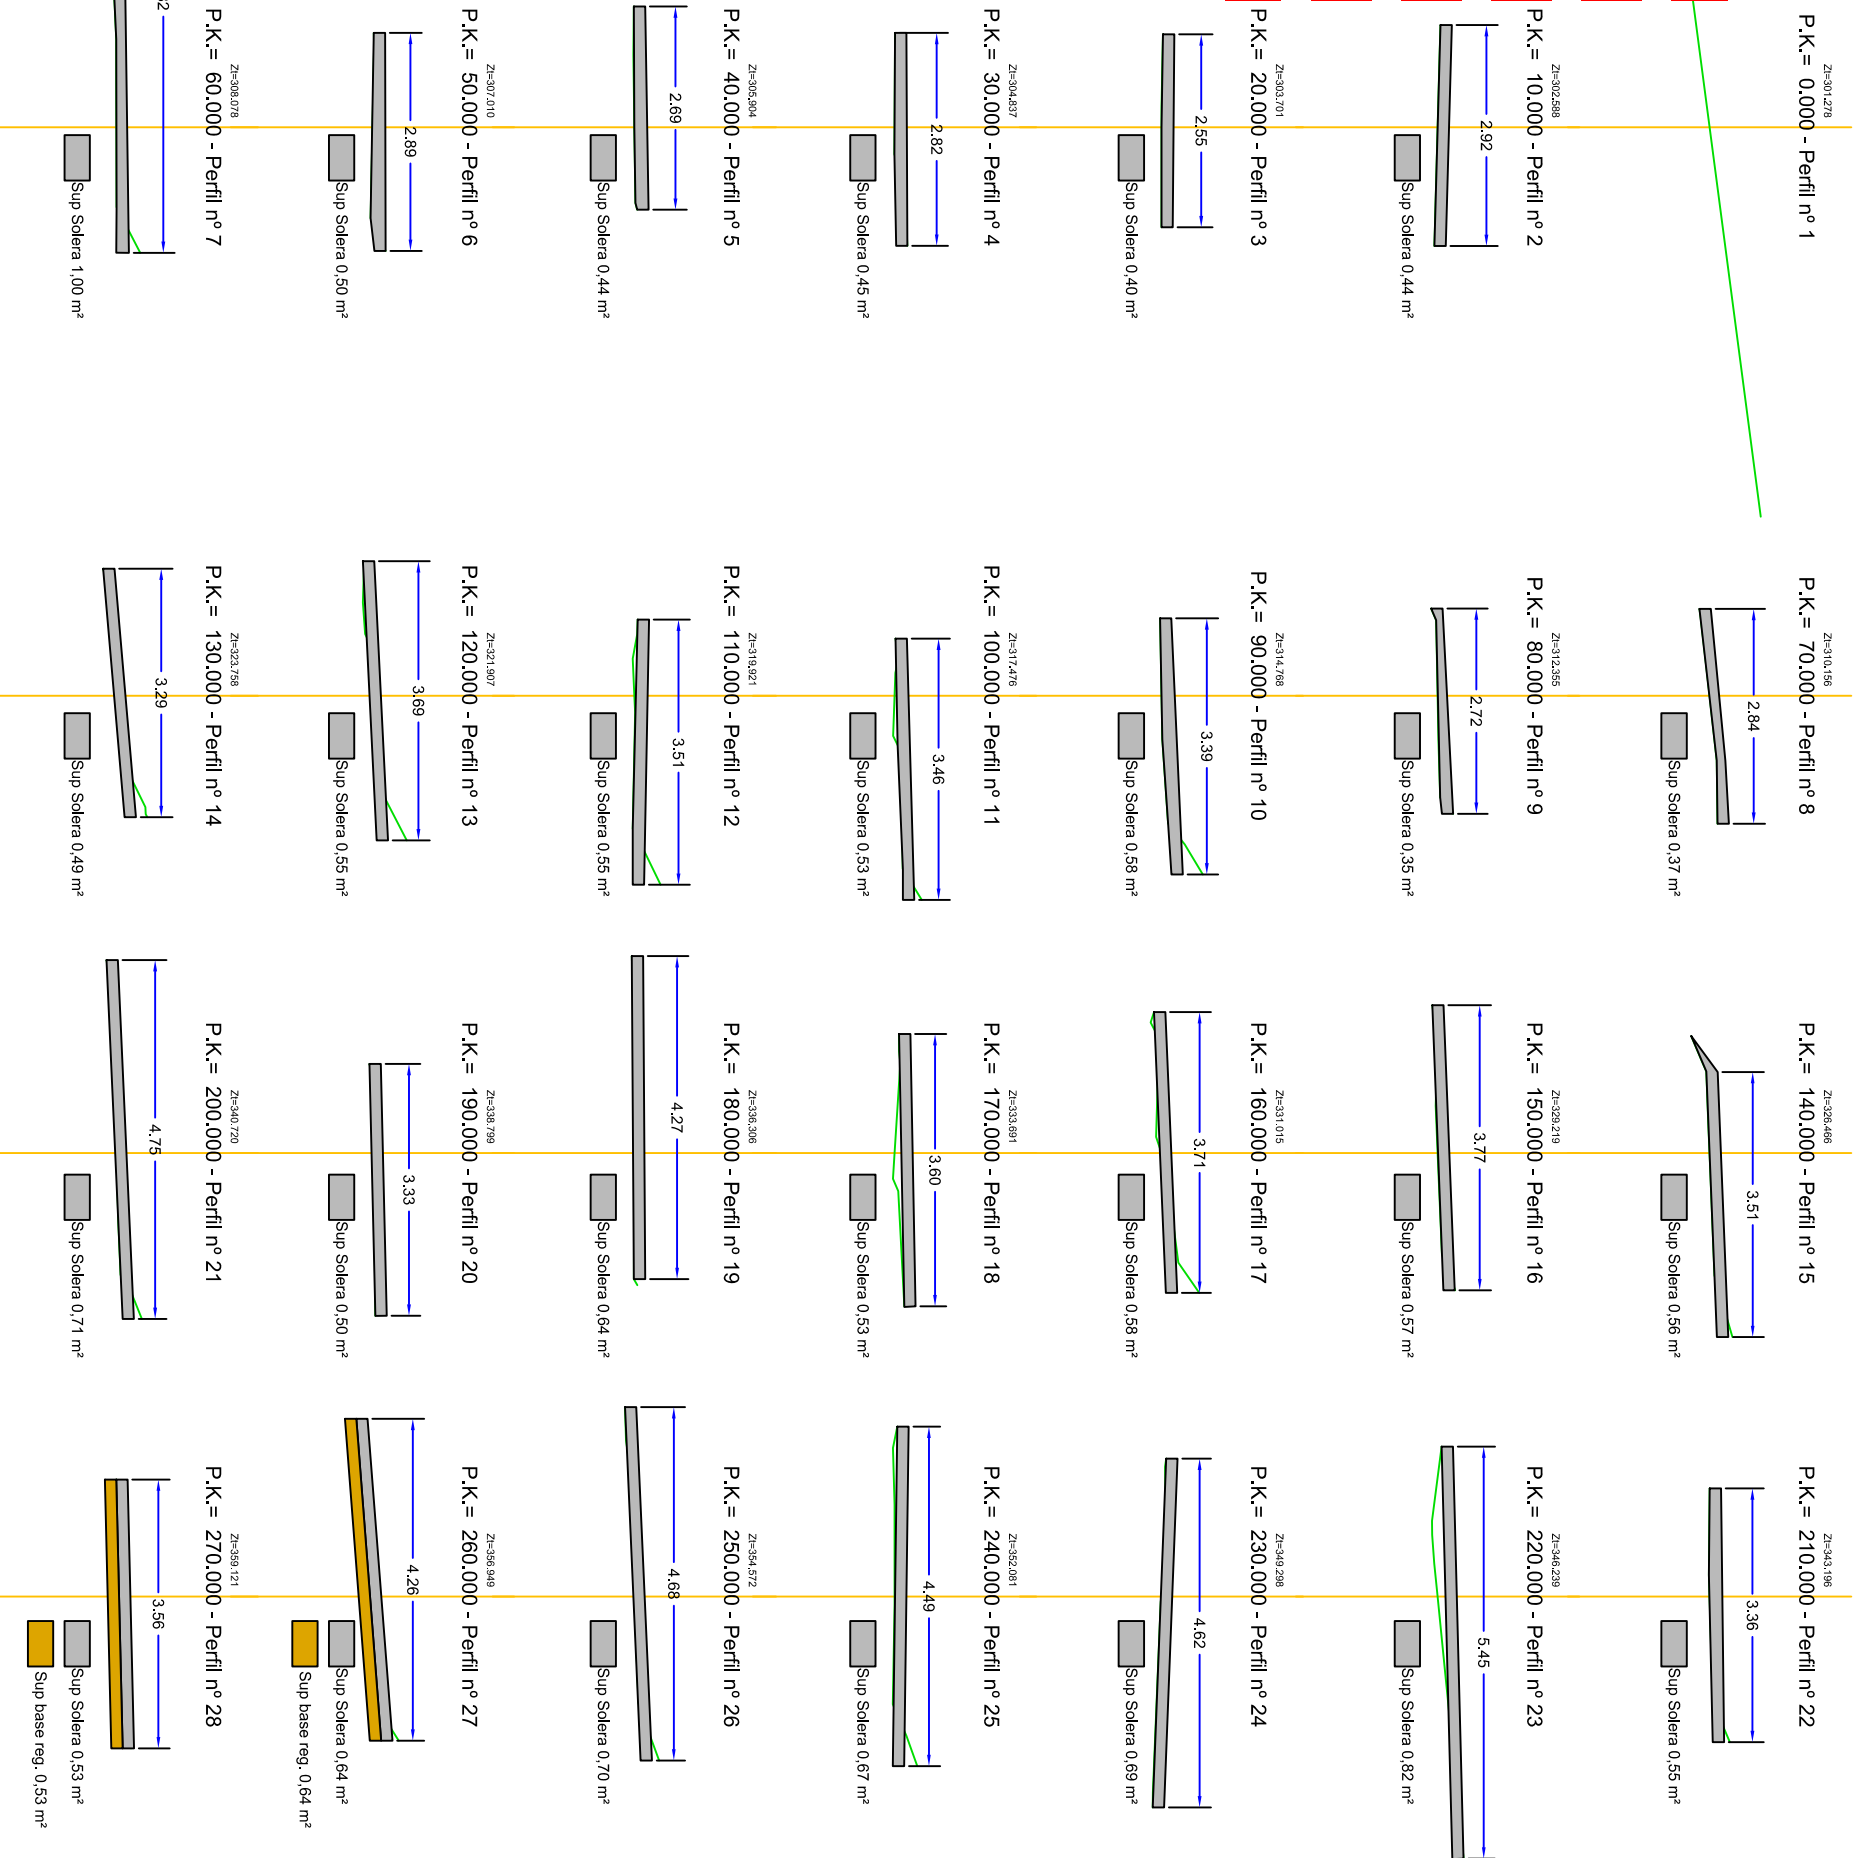 Zt=301.278
P.K.= 0.000 - Perfil nº 1
Zt=302.588
P.K.= 10.000 - Perfil nº 2
2.92
Sup Solera 0,44 m²
Zt=303.701
P.K.= 20.000 - Perfil nº 3
2.55
Sup Solera 0,40 m²
Zt=304.837
P.K.= 30.000 - Perfil nº 4
2.82
Sup Solera 0,45 m²
Zt=305.904
P.K.= 40.000 - Perfil nº 5
2.69
Sup Solera 0,44 m²
Zt=307.010
P.K.= 50.000 - Perfil nº 6
2.89
Sup Solera 0,50 m²
Zt=308.078
P.K.= 60.000 - Perfil nº 7
Sup Solera 1,00 m²
Zt=310.156
P.K.= 70.000 - Perfil nº 8
2.84
Sup Solera 0,37 m²
Zt=312.355
P.K.= 80.000 - Perfil nº 9
2.72
Sup Solera 0,35 m²
Zt=314.768
P.K.= 90.000 - Perfil nº 10
3.39
Sup Solera 0,58 m²
Zt=317.476
P.K.= 100.000 - Perfil nº 11
3.46
Sup Solera 0,53 m²
Zt=319.921
P.K.= 110.000 - Perfil nº 12
3.51
Sup Solera 0,55 m²
Zt=321.907
P.K.= 120.000 - Perfil nº 13
3.69
Sup Solera 0,55 m²
Zt=323.758
P.K.= 130.000 - Perfil nº 14
3.29
Sup Solera 0,49 m²
Zt=326.466
P.K.= 140.000 - Perfil nº 15
3.51
Sup Solera 0,56 m²
Zt=329.219
P.K.= 150.000 - Perfil nº 16
3.77
Sup Solera 0,57 m²
Zt=331.015
P.K.= 160.000 - Perfil nº 17
3.71
Sup Solera 0,58 m²
Zt=333.691
P.K.= 170.000 - Perfil nº 18
3.60
Sup Solera 0,53 m²
Zt=336.306
P.K.= 180.000 - Perfil nº 19
4.27
Sup Solera 0,64 m²
Zt=338.799
P.K.= 190.000 - Perfil nº 20
3.33
Sup Solera 0,50 m²
Zt=340.720
P.K.= 200.000 - Perfil nº 21
4.75
Sup Solera 0,71 m²
Zt=343.196
P.K.= 210.000 - Perfil nº 22
3.36
Sup Solera 0,55 m²
Zt=346.239
P.K.= 220.000 - Perfil nº 23
5.45
Sup Solera 0,82 m²
Zt=349.298
P.K.= 230.000 - Perfil nº 24
4.62
Sup Solera 0,69 m²
Zt=352.081
P.K.= 240.000 - Perfil nº 25
4.49
Sup Solera 0,67 m²
Zt=354.572
P.K.= 250.000 - Perfil nº 26
4.68
Sup Solera 0,70 m²
Zt=356.949
P.K.= 260.000 - Perfil nº 27
4.26
Sup Solera 0,64 m²
Sup base reg. 0,64 m²
Zt=359.121
P.K.= 270.000 - Perfil nº 28
3.56
Sup Solera 0,53 m²
Sup base reg. 0,53 m²